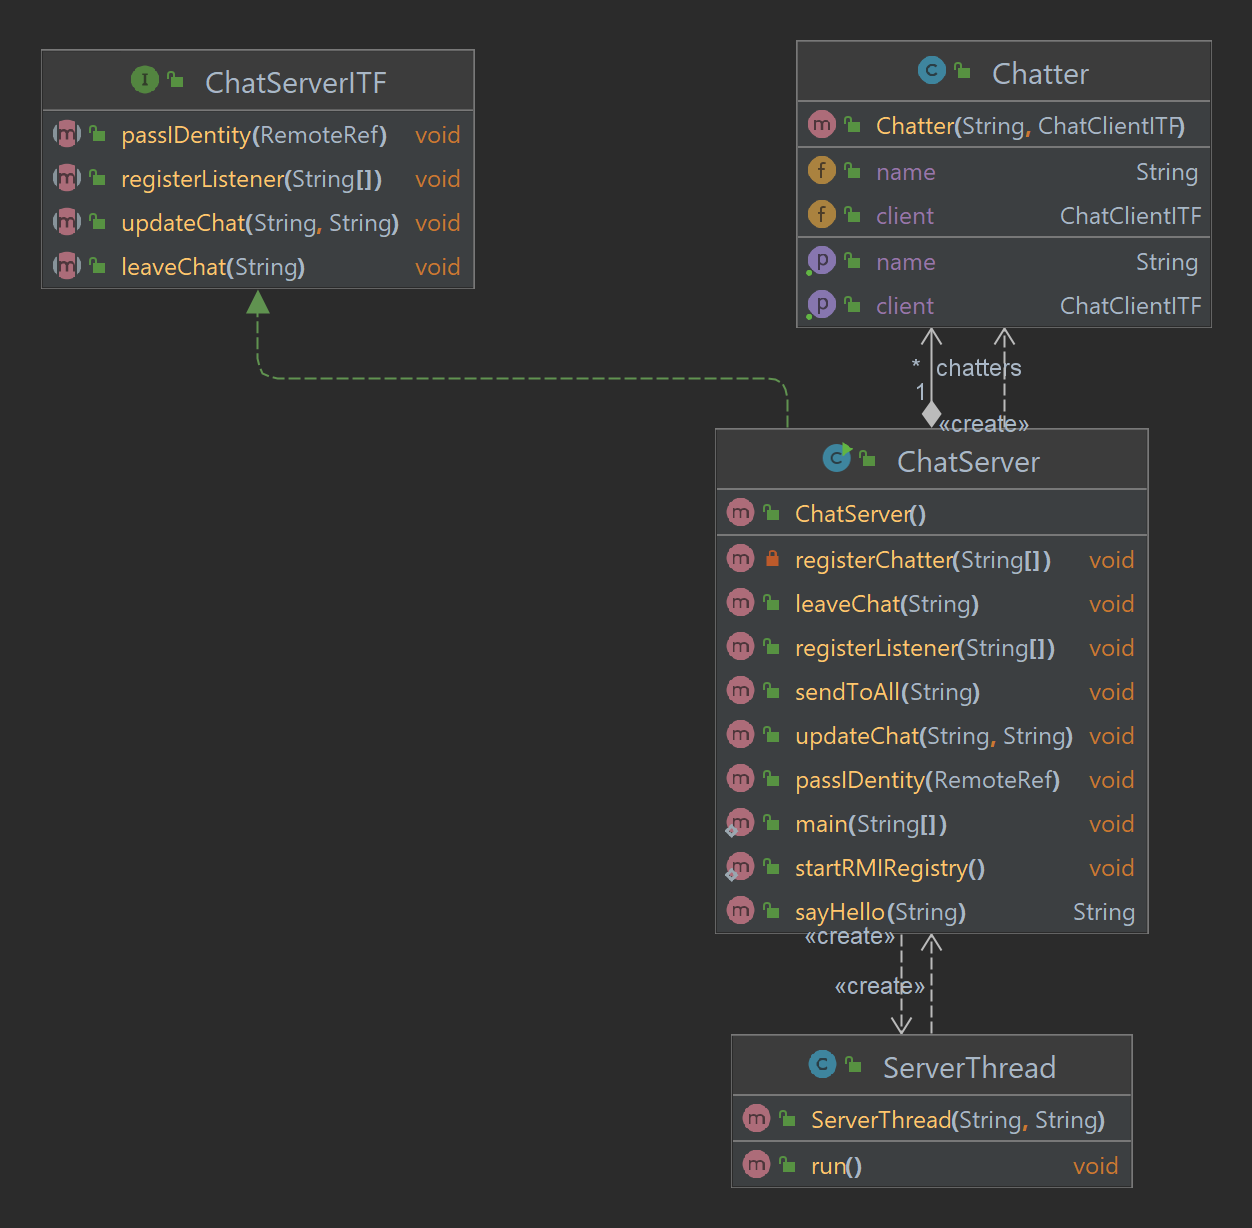 ChatServerITF
passIDentity(RemoteRef) void
registerListener(String[]) void
updateChat(String, String) void
leaveChat(String) void
Chatter
Chatter(String, ChatClientITF)
name String
client ChatClientITF
name String
client ChatClientITF
* chatters
1
«create»
ChatServer
ChatServer()
registerChatter(String[]) void
leaveChat(String) void
registerListener(String[]) void
sendToAll(String) void
updateChat(String, String) void
passIDentity(RemoteRef) void
main(String[]) void
startRMIRegistry() void
sayHello(String) String
«create»
«create»
ServerThread
ServerThread(String, String)
run() void